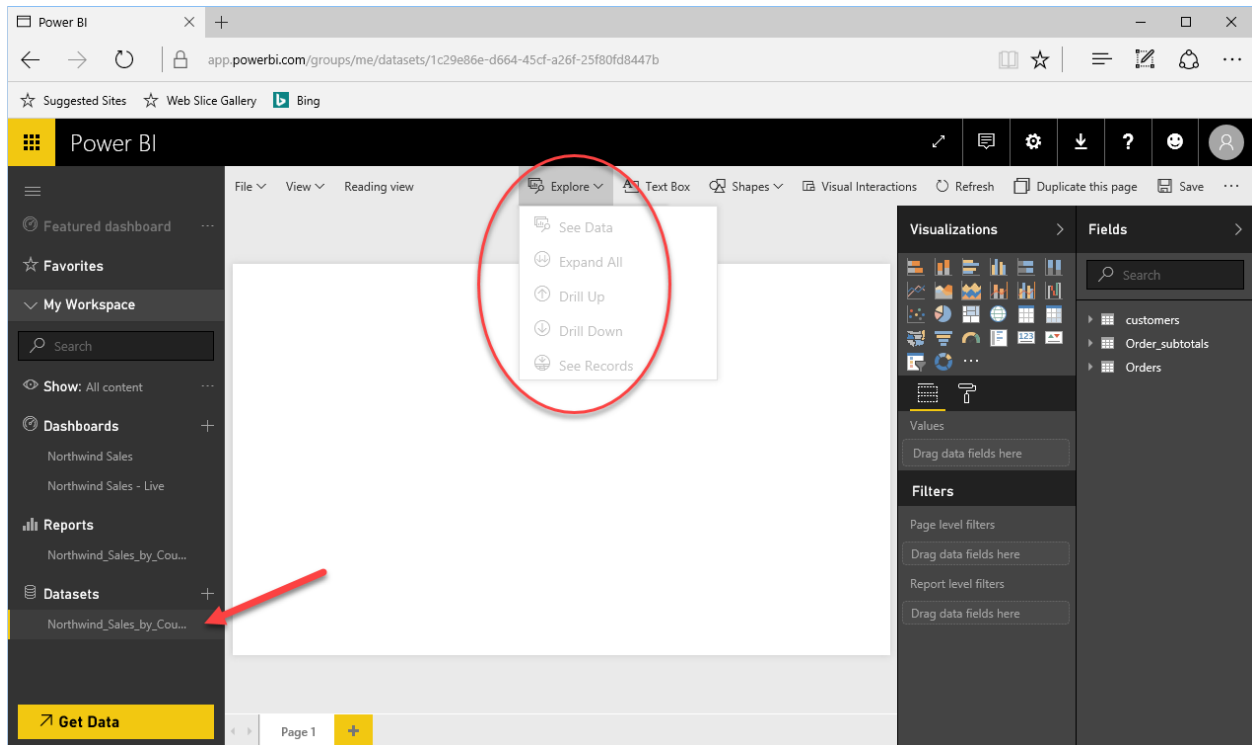 Power BI
app.powerbi.com/groups/me/datasets/1c29e86e-d664-45cf-a26f-25f80fd8447b
Suggested Sites Web Slice Gallery Bing
Power BI
File View Reading view Explore Text Box Shapes Visual Interactions Refresh Duplicate this page Save
Featured dashboard
Favorites
My Workspace
Search
Show: All content
Dashboards
Northwind Sales
Northwind Sales - Live
Reports
Northwind_Sales_by_Cou...
Datasets
Northwind_Sales_by_Cou...
Get Data
See Data
Expand All
Drill Up
Drill Down
See Records
Page 1
Visualizations
123
Values
Drag data fields here
Filters
Page level filters
Drag data fields here
Report level filters
Drag data fields here
Fields
Search
customers
Order_subtotals
Orders